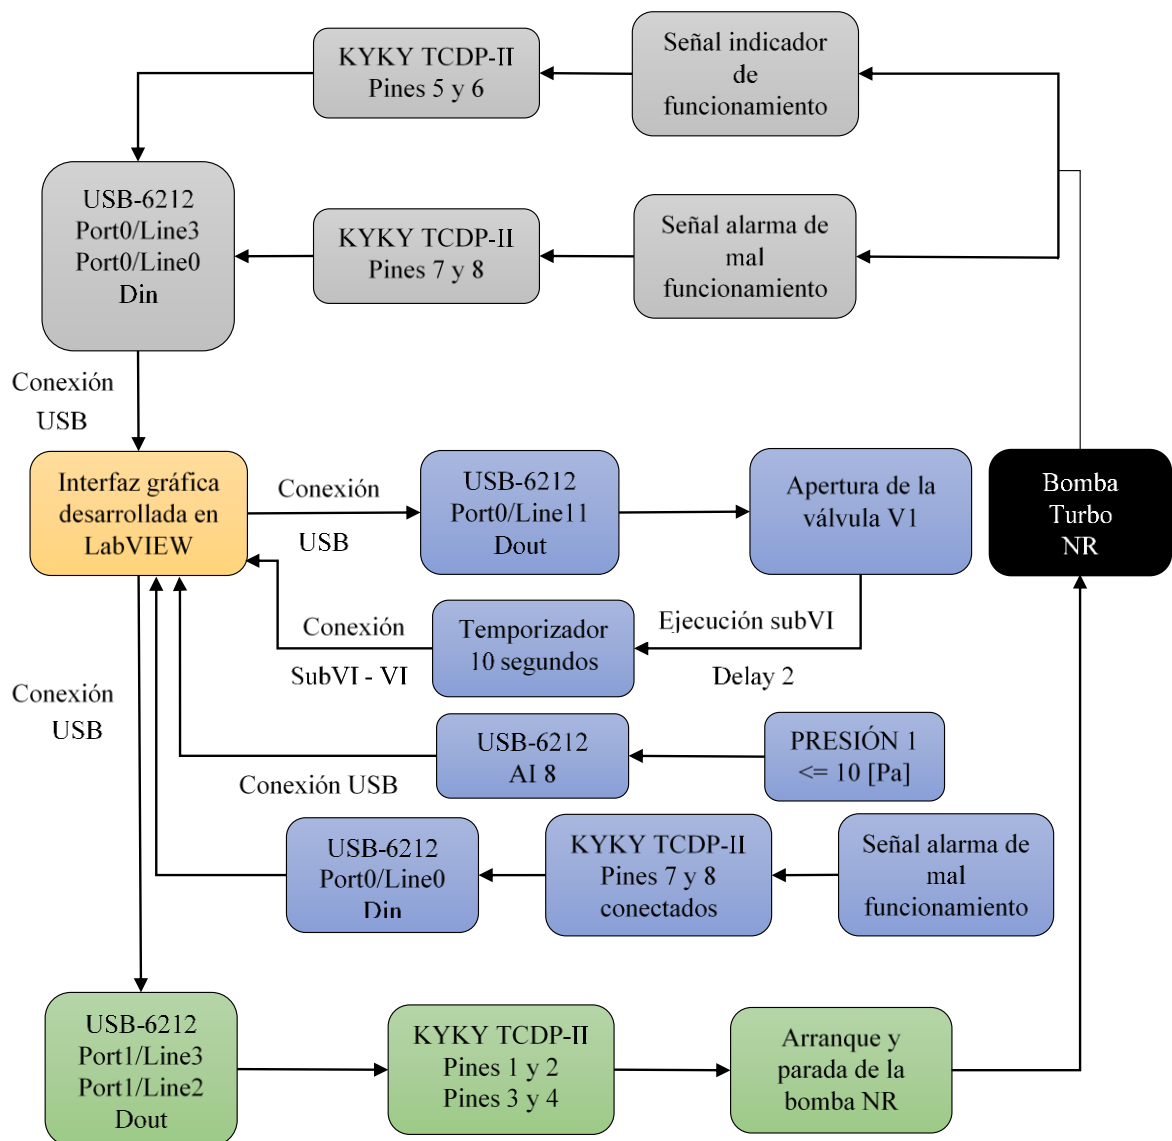 KYKY TCDP-II
Pines 5 y 6
Señal indicador
de
funcionamiento
USB-6212
Port0/Line3
Port0/Line0
Din
KYKY TCDP-II
Pines 7 y 8
Señal alarma de
mal
funcionamiento
Conexión
USB
Interfaz gráfica
desarrollada en
LabVIEW
Conexión
USB
USB-6212
Port0/Line11
Dout
Apertura de la
válvula V1
Bomba
Turbo
NR
Conexión
SubVI - VI
Temporizador
10 segundos
Ejecución subVI
Delay 2
Conexión
USB
USB-6212
AI 8
PRESIÓN 1
<= 10 [Pa]
Conexión USB
USB-6212
Port0/Line0
Din
KYKY TCDP-II
Pines 7 y 8
conectados
Señal alarma de
mal
funcionamiento
USB-6212
Port1/Line3
Port1/Line2
Dout
KYKY TCDP-II
Pines 1 y 2
Pines 3 y 4
Arranque y
parada de la
bomba NR